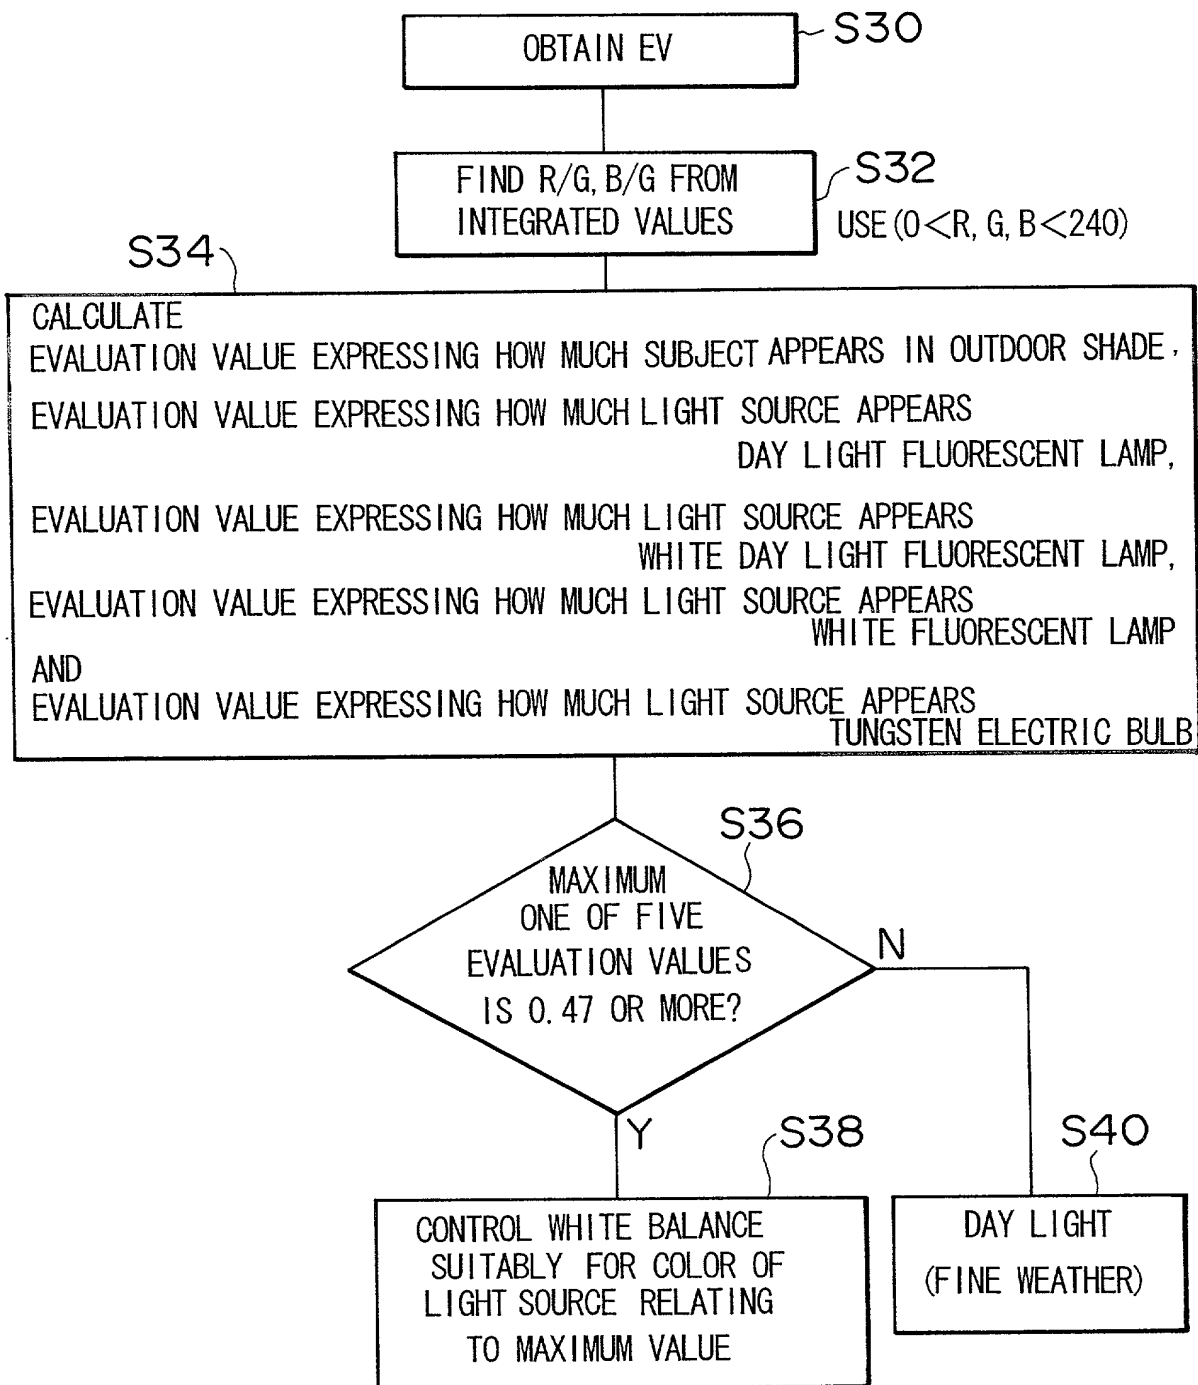 OBTAIN EV
S30
FIND R/G, B/G FROM
INTEGRATED VALUES
S32
USE (0<R, G, B<240)
S34
CALCULATE
EVALUATION VALUE EXPRESSING HOW MUCH SUBJECT APPEARS IN OUTDOOR SHADE,
EVALUATION VALUE EXPRESSING HOW MUCH LIGHT SOURCE APPEARS
DAY LIGHT FLUORESCENT LAMP,
EVALUATION VALUE EXPRESSING HOW MUCH LIGHT SOURCE APPEARS
WHITE DAY LIGHT FLUORESCENT LAMP,
EVALUATION VALUE EXPRESSING HOW MUCH LIGHT SOURCE APPEARS
WHITE FLUORESCENT LAMP
AND
EVALUATION VALUE EXPRESSING HOW MUCH LIGHT SOURCE APPEARS
TUNGSTEN ELECTRIC BULB
S36
MAXIMUM
ONE OF FIVE
EVALUATION VALUES
IS 0.47 OR MORE?
N
Y
S38
CONTROL WHITE BALANCE
SUITABLY FOR COLOR OF
LIGHT SOURCE RELATING
TO MAXIMUM VALUE
S40
DAY LIGHT
(FINE WEATHER)